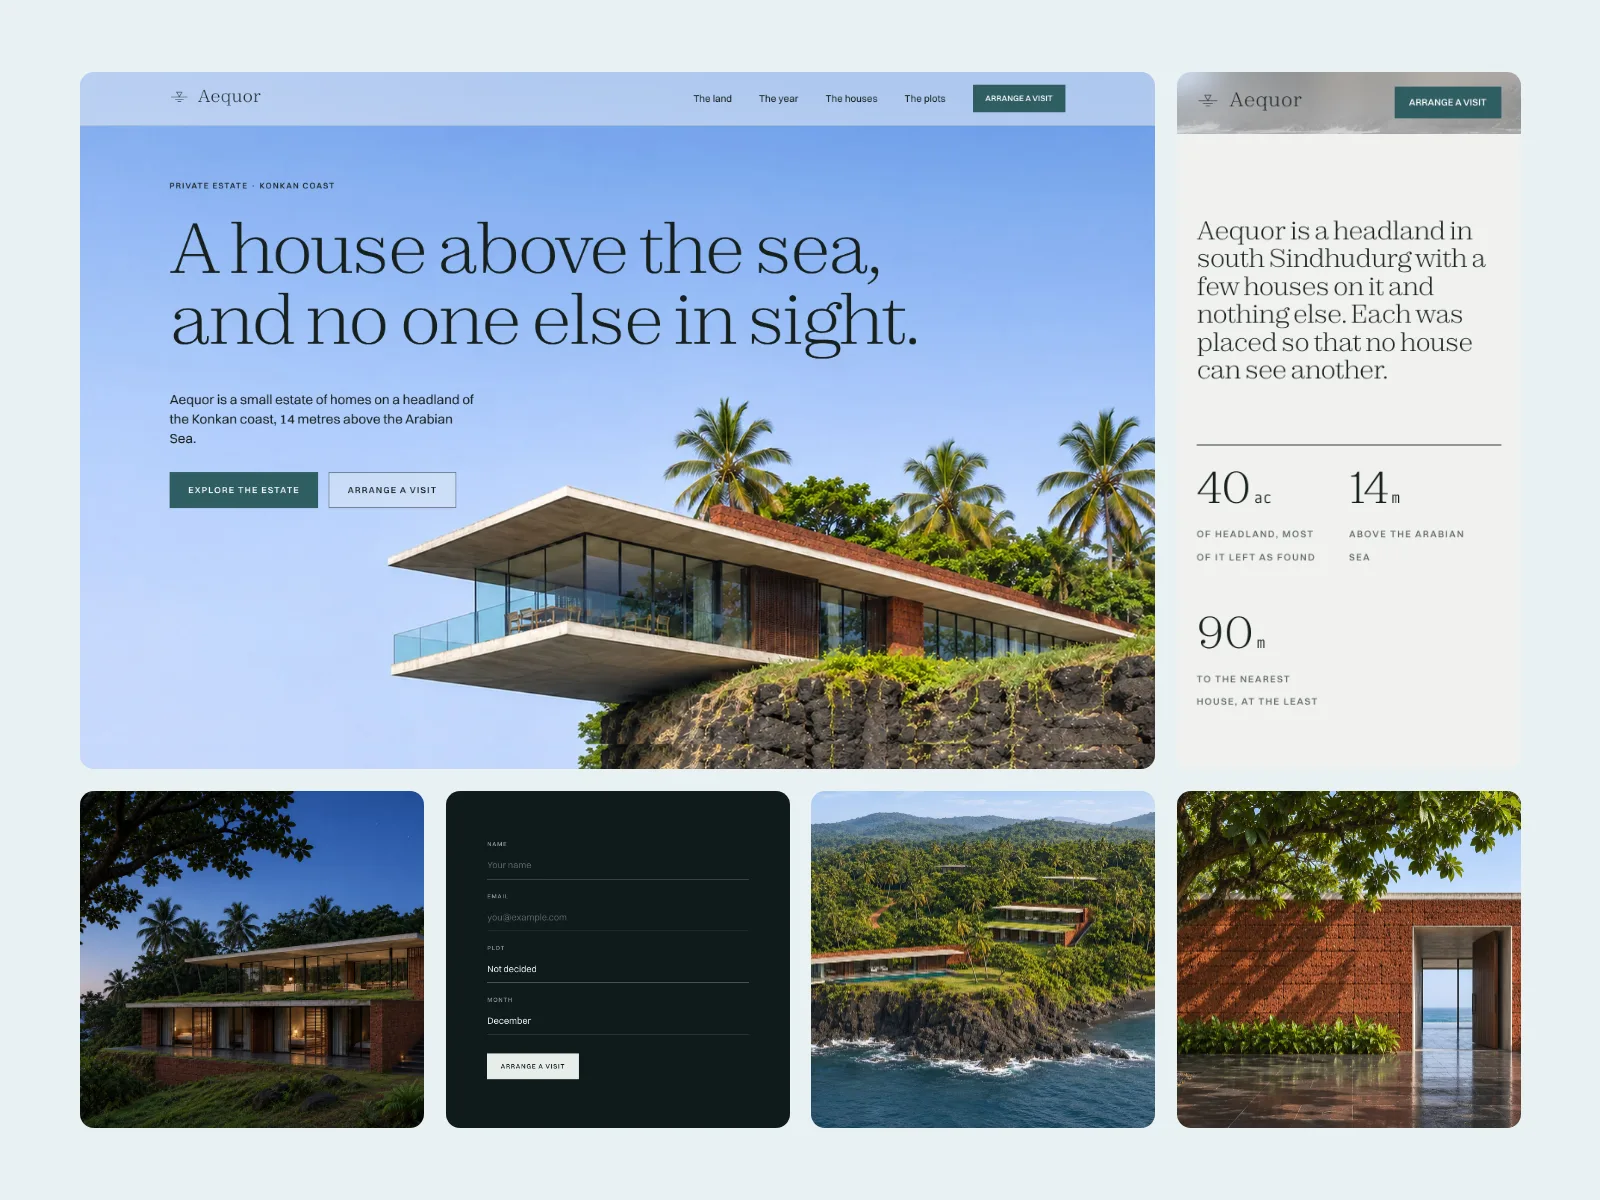 Aequor
The land
The year
The houses
The plots
ARRANGE A VISIT
PRIVATE ESTATE - KONKAN COAST
A house above the sea,
and no one else in sight.
Aequor is a small estate of homes on a headland of
the Konkan coast, 14 metres above the Arabian
Sea.
EXPLORE THE ESTATE
ARRANGE A VISIT
Aequor
ARRANGE A VISIT
Aequor is a headland in
south Sindhudurg with a
few houses on it and
nothing else. Each was
placed so that no house
can see another.
40 ac
OF HEADLAND, MOST
OF IT LEFT AS FOUND
14 m
ABOVE THE ARABIAN
SEA
90 m
TO THE NEAREST
HOUSE, AT THE LEAST
NAME
Your name
EMAIL
you@example.com
PLOT
Not decided
MONTH
December
ARRANGE A VISIT